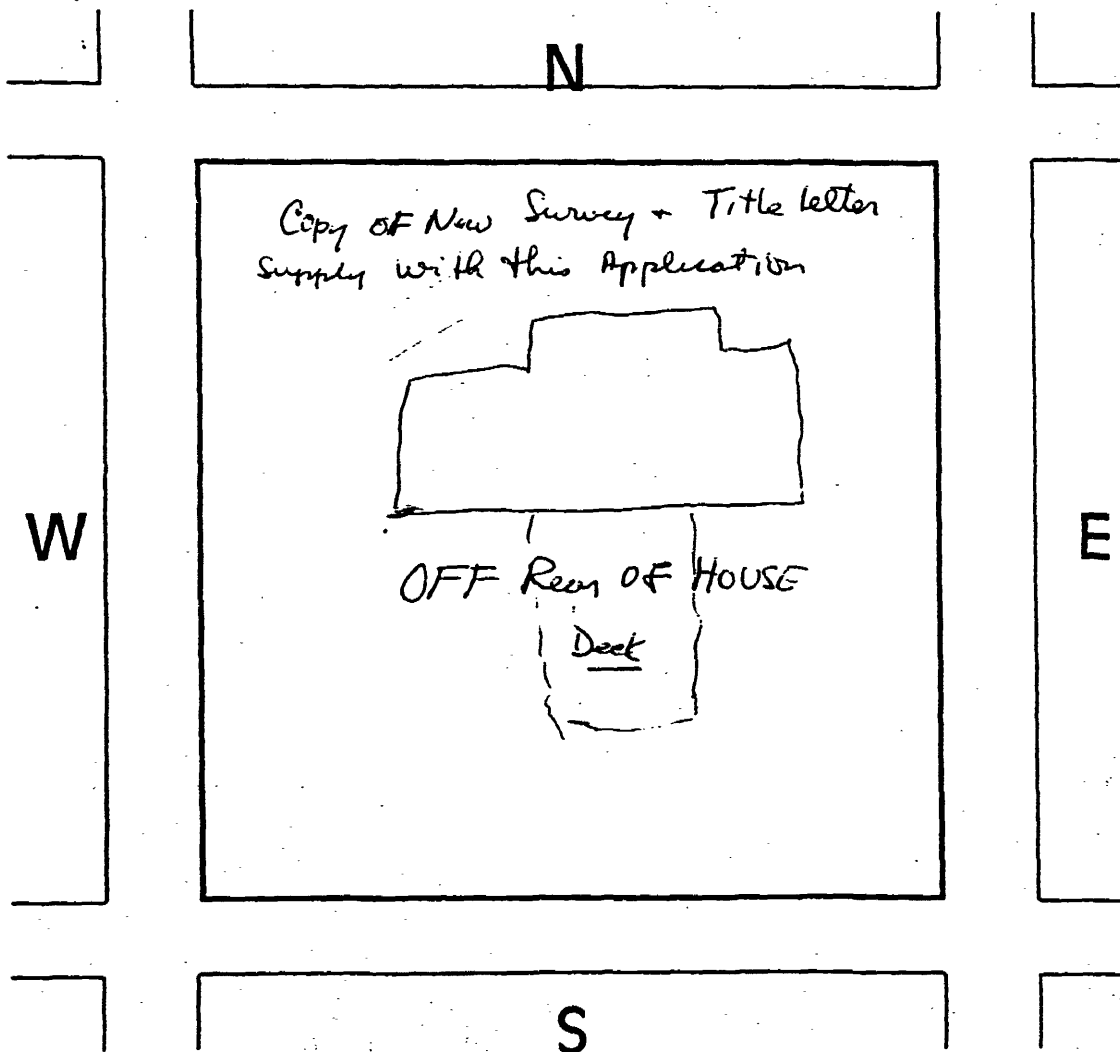 N
Copy OF New Survey + Title letter
Supply with this Application
W
E
OFF Rear OF HOUSE
Deck
S